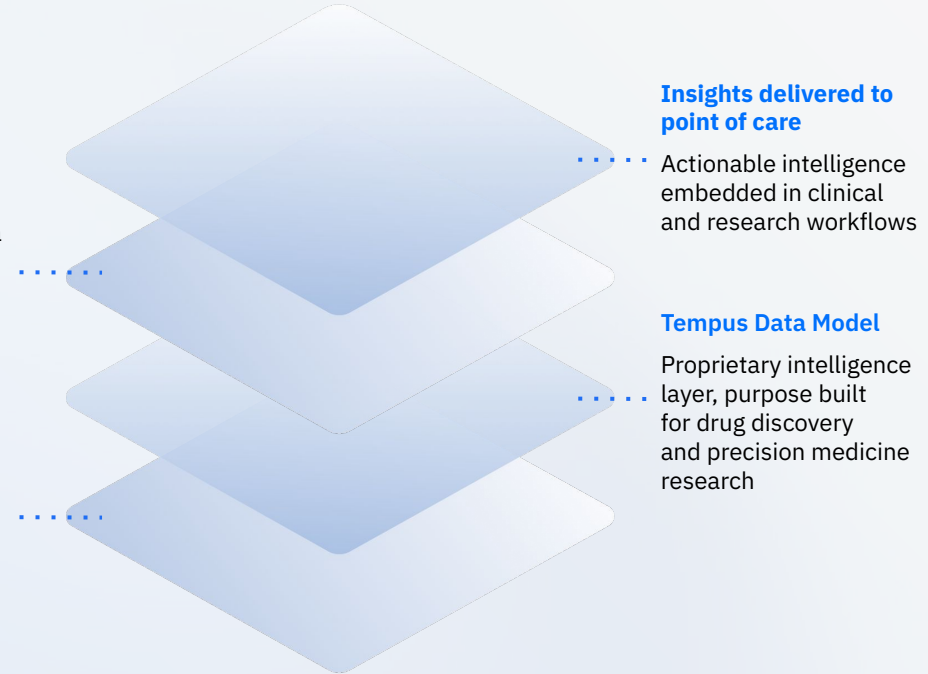 Insights delivered to
point of care
Actionable intelligence
embedded in clinical
and research workflows
Tempus Data Model
Proprietary intelligence
layer, purpose built
for drug discovery
and precision medicine
research